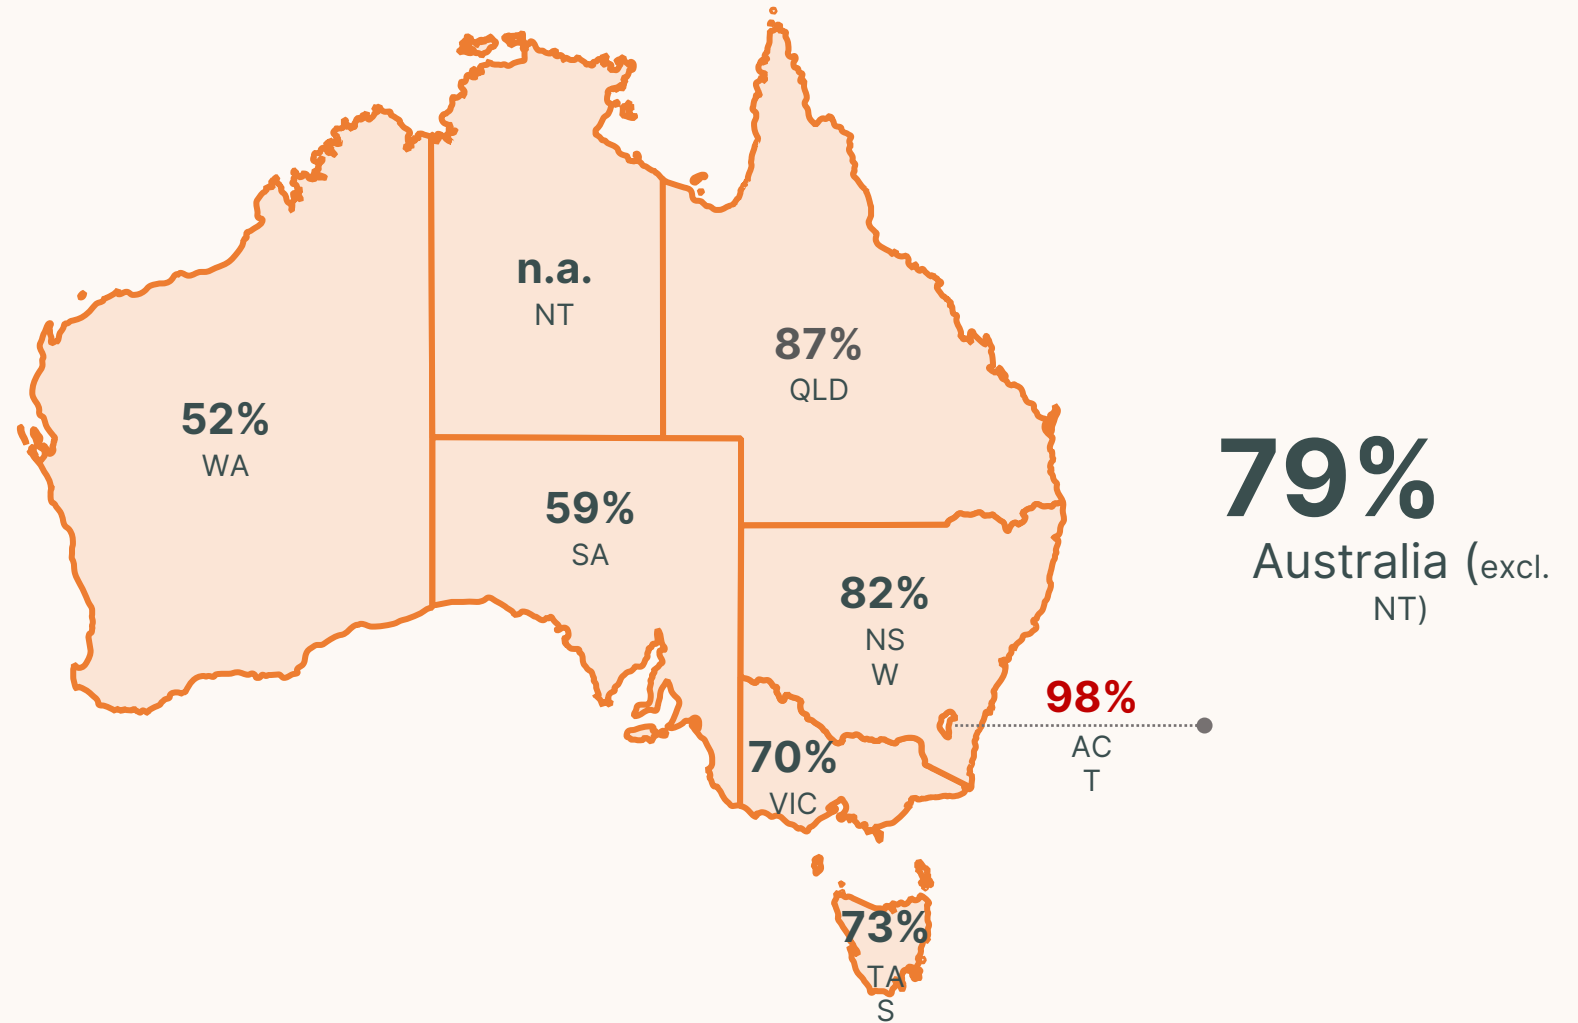 n.a.
NT
87%
QLD
52%
WA
59%
SA
79%
Australia (excl.
NT)
82%
NS
W
98%
AC
T
70%
VIC
73%
TA
S